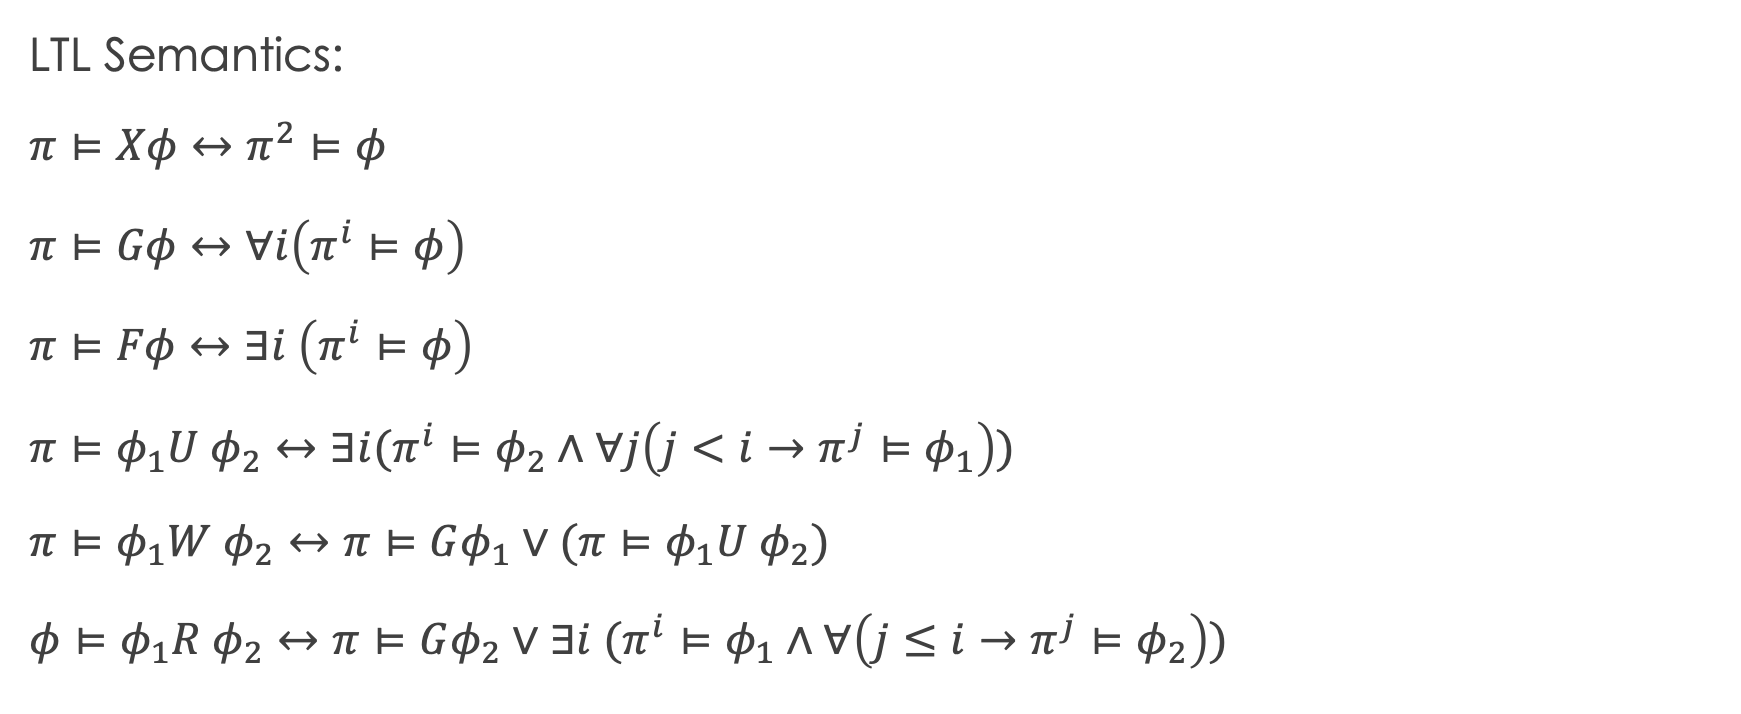 LTL Semantics:
π ⊨ Xϕ ↔ π² ⊨ ϕ
π ⊨ Gϕ ↔ ∀i(πⁱ ⊨ ϕ)
π ⊨ Fϕ ↔ ∃i (πⁱ ⊨ ϕ)
π ⊨ ϕ₁U ϕ₂ ↔ ∃i(πⁱ ⊨ ϕ₂ ∧ ∀j(j < i → πʲ ⊨ ϕ₁))
π ⊨ ϕ₁W ϕ₂ ↔ π ⊨ Gϕ₁ ∨ (π ⊨ ϕ₁U ϕ₂)
ϕ ⊨ ϕ₁R ϕ₂ ↔ π ⊨ Gϕ₂ ∨ ∃i (πⁱ ⊨ ϕ₁ ∧ ∀(j ≤ i → πʲ ⊨ ϕ₂))